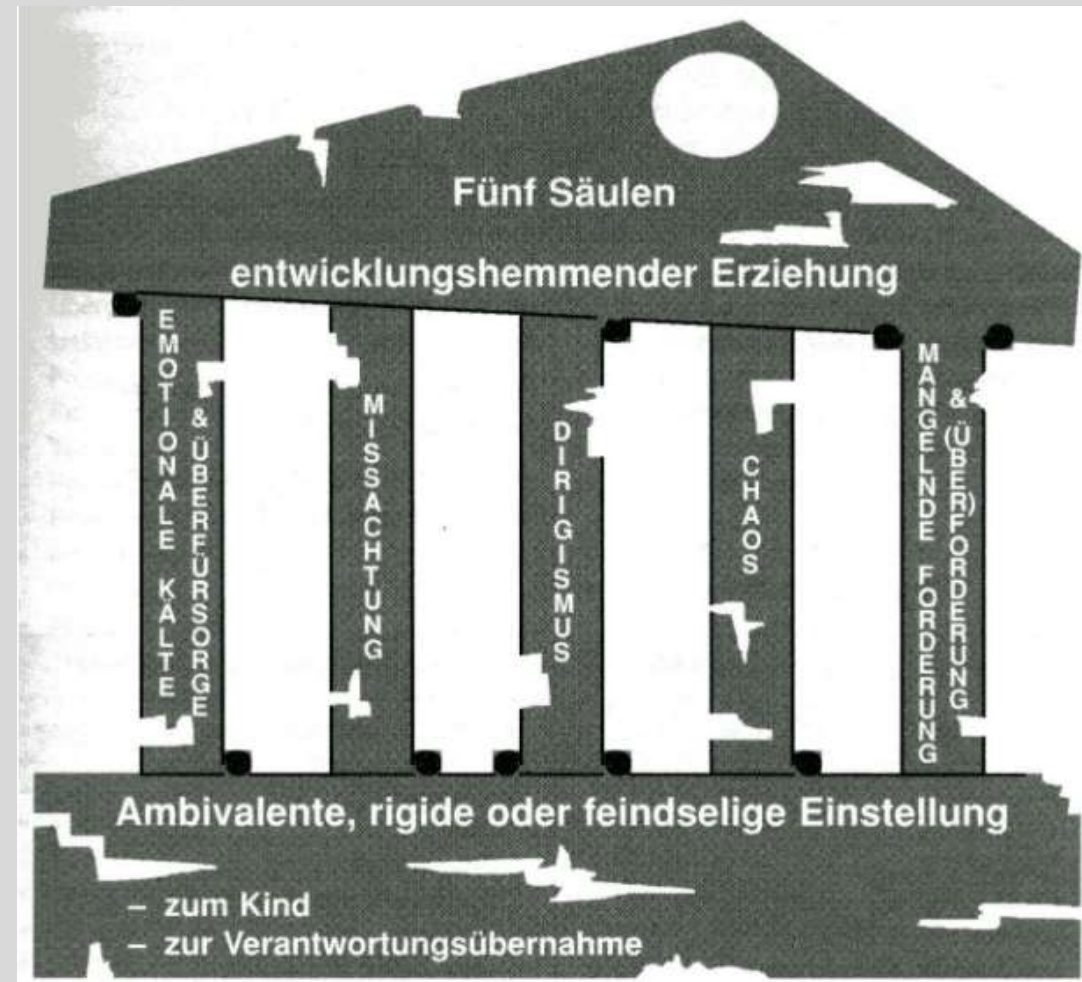 Fünf Säulen
entwicklungshemmender Erziehung
EMOTIONALE KÄLTE
& ÜBERFÜRSORGE
MISSACHTUNG
DIRIGISMUS
CHAOS
MANGELNDE FORDERUNG
& (ÜBER)FORDERUNG
Ambivalente, rigide oder feindselige Einstellung
– zum Kind
– zur Verantwortungsübernahme